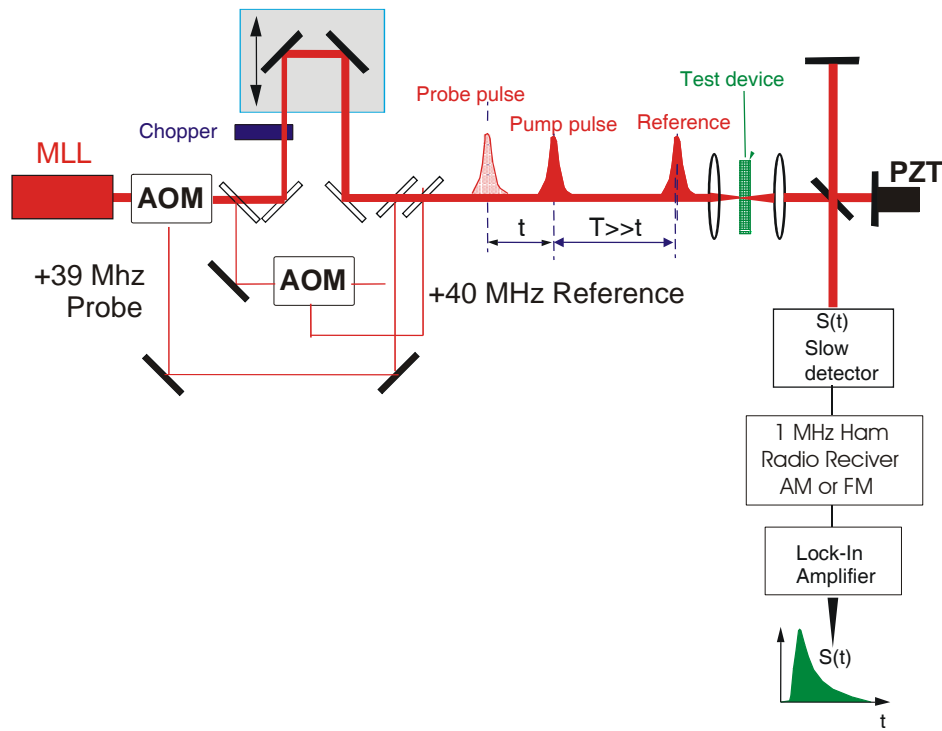 Test device
Probe pulse
Pump pulse
Reference
Chopper
MLL
AOM
PZT
t
T>>t
+39 Mhz
Probe
AOM
+40 MHz Reference
S(t)
Slow
detector
1 MHz Ham
Radio Reciver
AM or FM
Lock-In
Amplifier
S(t)
t